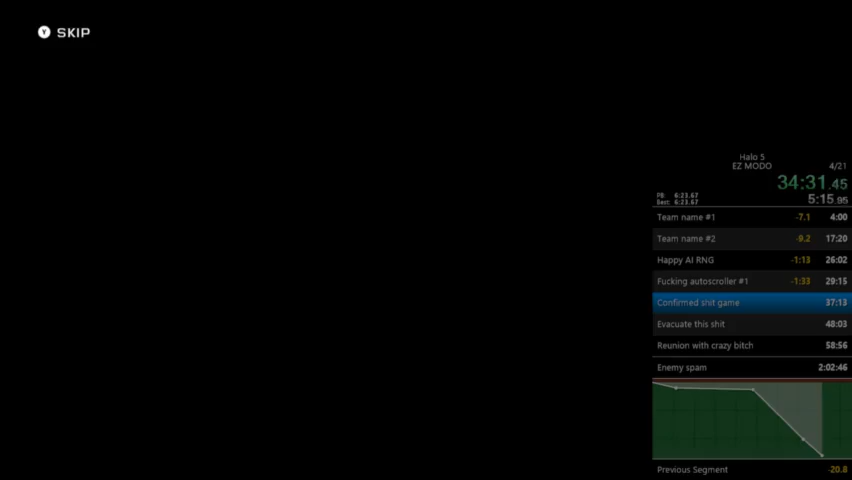 Y SKIP
Halo 5
EZ MODO 4/21
34:31.45
PB: 6:23.67
Best: 6:23.67
5:15.95
Team name #1 -7.1 4:00
Team name #2 -9.2 17:20
Happy AI RNG -1:13 26:02
Fucking autoscroller #1 -1:33 29:15
Confirmed shit game 37:13
Evacuate this shit 48:03
Reunion with crazy bitch 58:56
Enemy spam 2:02:46
Previous Segment -20.8